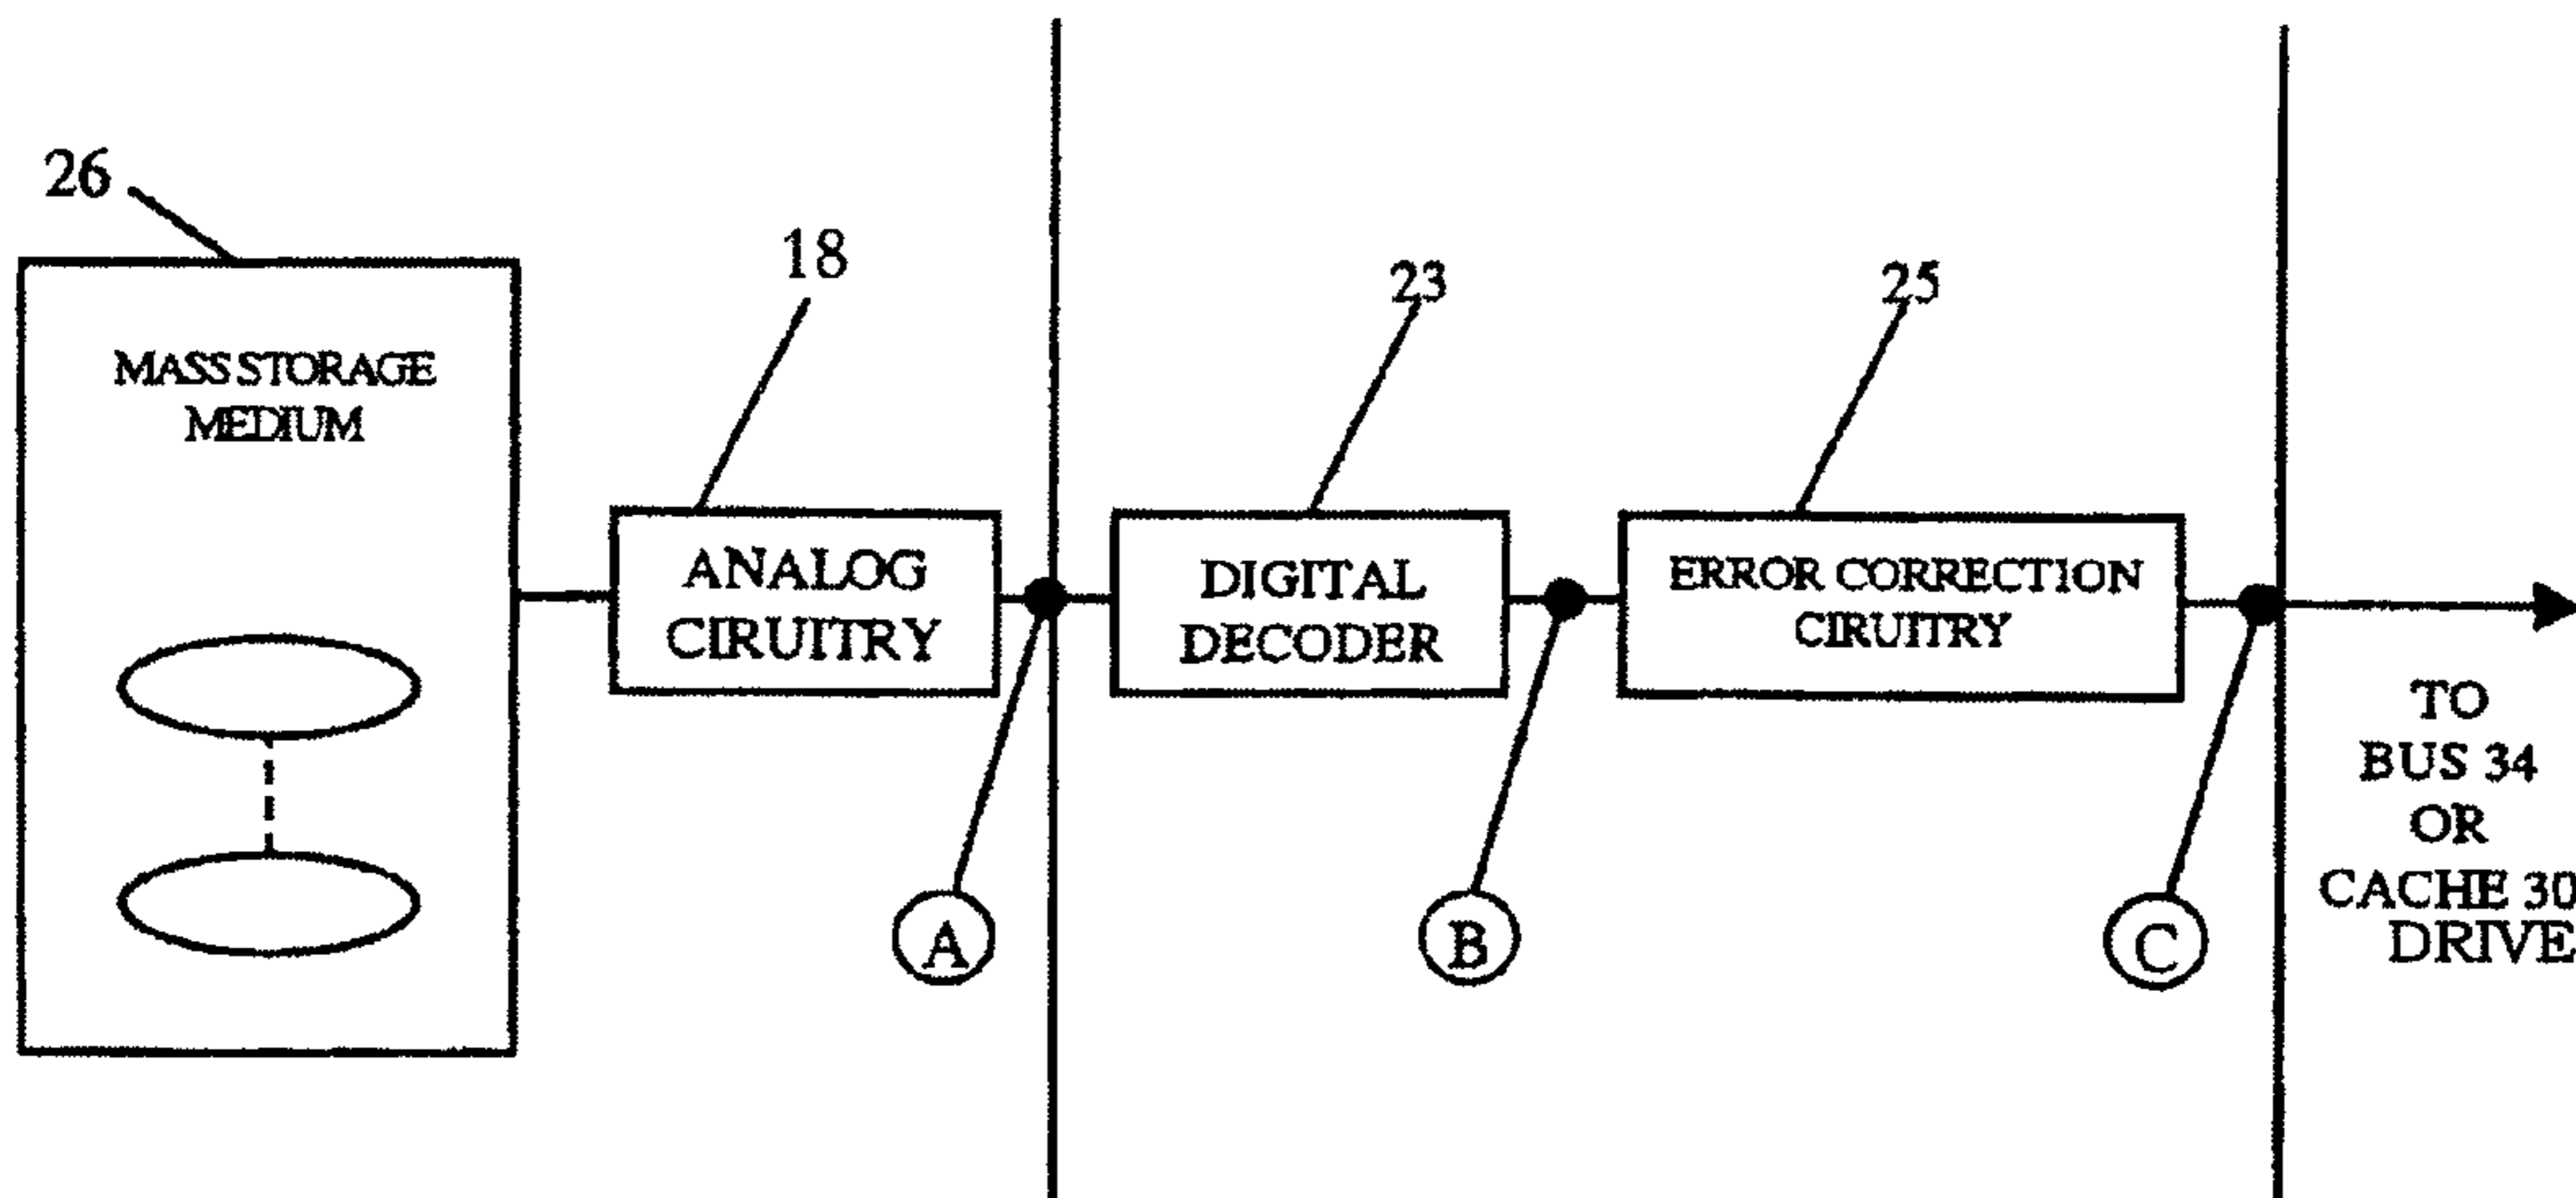 26
18
23
25
MASS STORAGE
MEDIUM
ANALOG
CIRUITRY
DIGITAL
DECODER
ERROR CORRECTION
CIRUITRY
TO
BUS 34
OR
CACHE 30
DRIVE
A
B
C